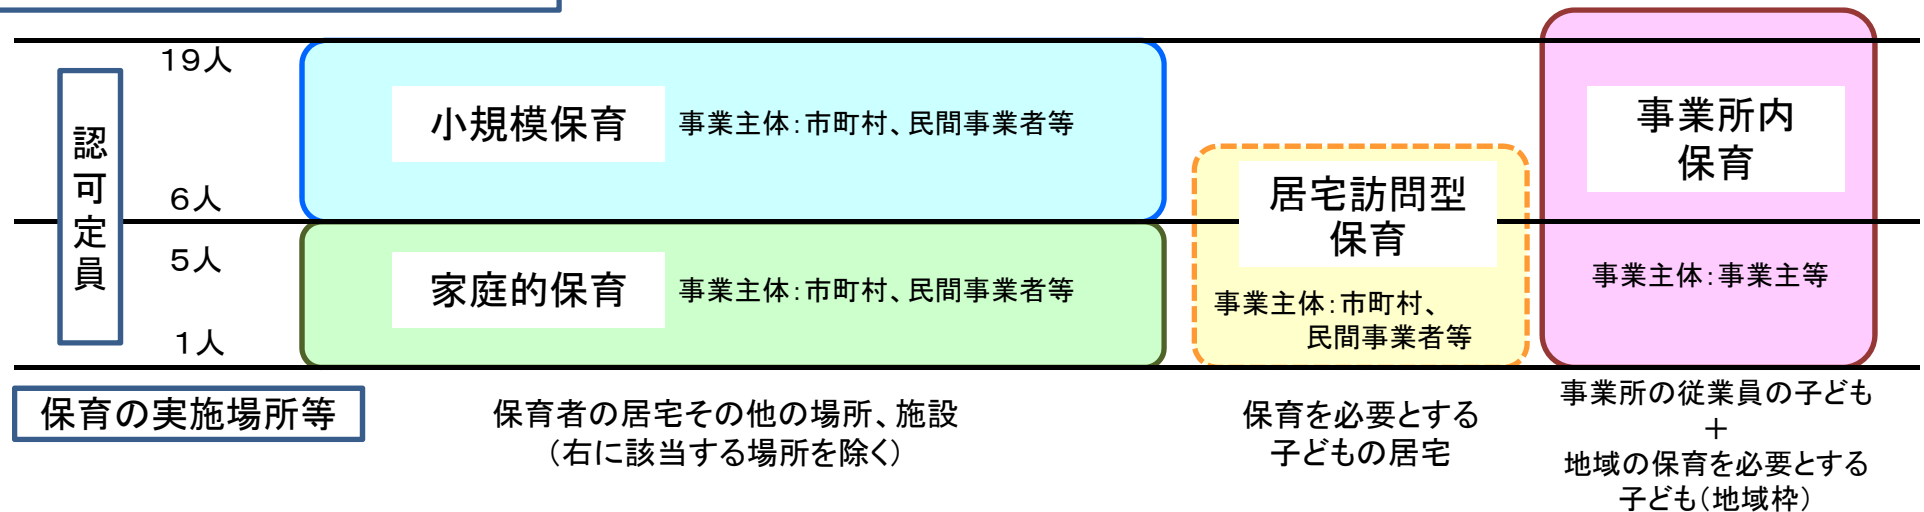 認可定員
19人
6人
5人
1人
小規模保育
事業主体：市町村、民間事業者等
家庭的保育
事業主体：市町村、民間事業者等
居宅訪問型
保育
事業主体：市町村、
民間事業者等
事業所内
保育
事業主体：事業主等
保育の実施場所等
保育者の居宅その他の場所、施設
（右に該当する場所を除く）
保育を必要とする
子どもの居宅
事業所の従業員の子ども
＋
地域の保育を必要とする
子ども（地域枠）